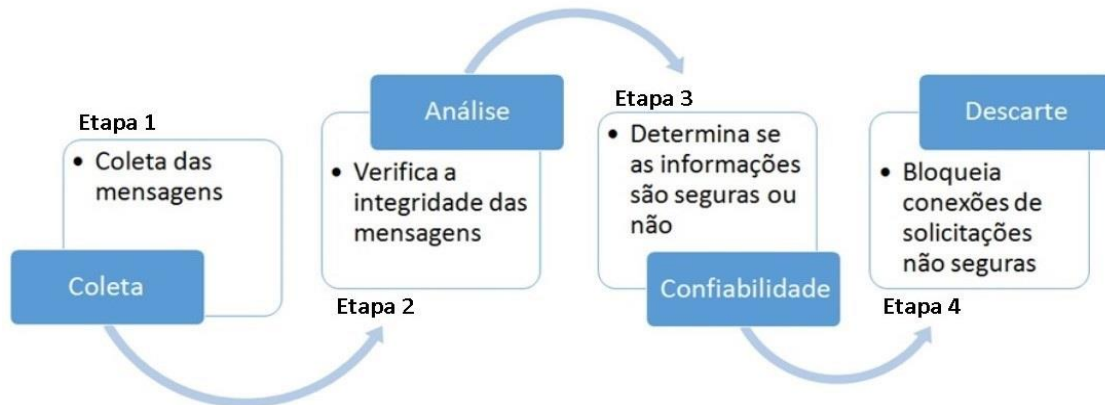 Etapa 1
• Coleta das
mensagens
Coleta
Análise
• Verifica a
integridade das
mensagens
Etapa 2
Etapa 3
• Determina se
as informações
são seguras ou
não
Confiabilidade
Descarte
• Bloqueia
conexões de
solicitações
não seguras
Etapa 4